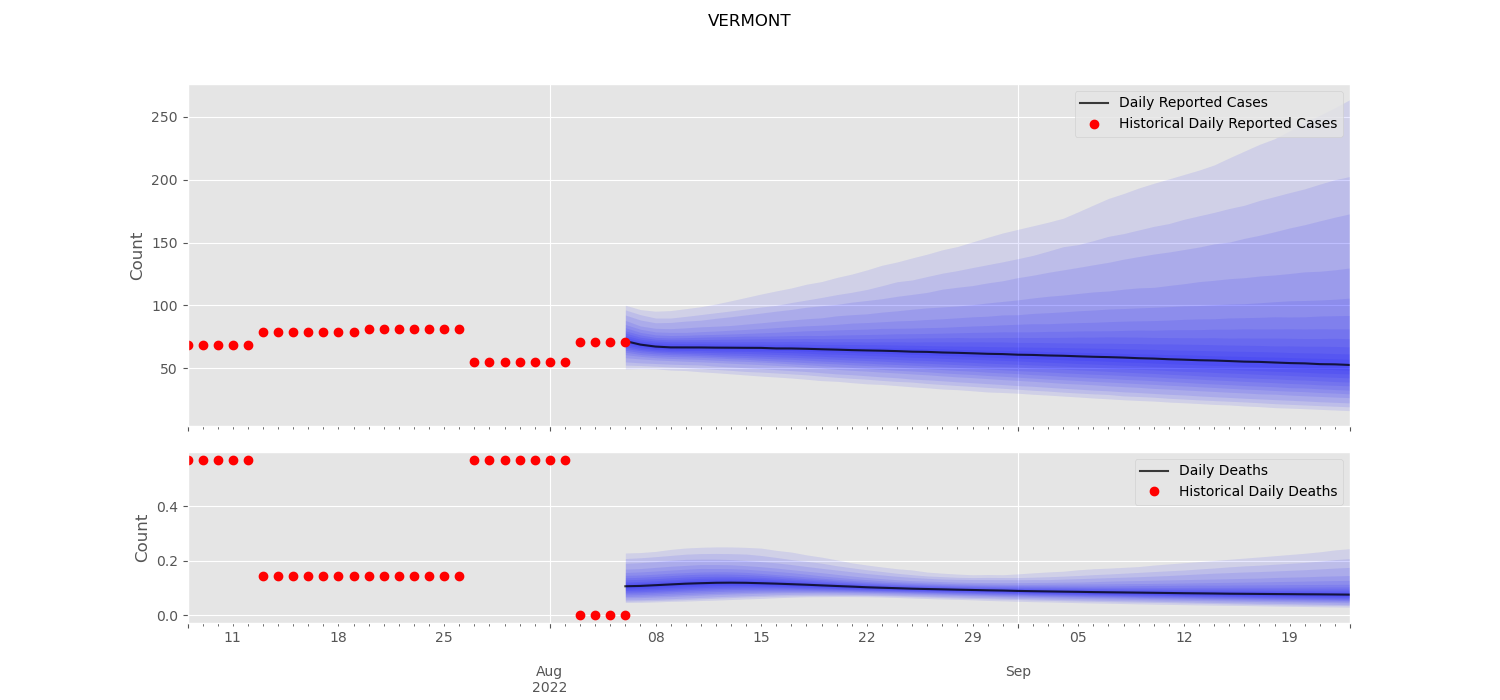 VERMONT
Daily Reported Cases
Historical Daily Reported Cases
250
200
150
100
50
Count
Daily Deaths
Historical Daily Deaths
0.4
0.2
0.0
Count
11 18 25 08 15 22 29 05 12 19
Aug Sep
2022